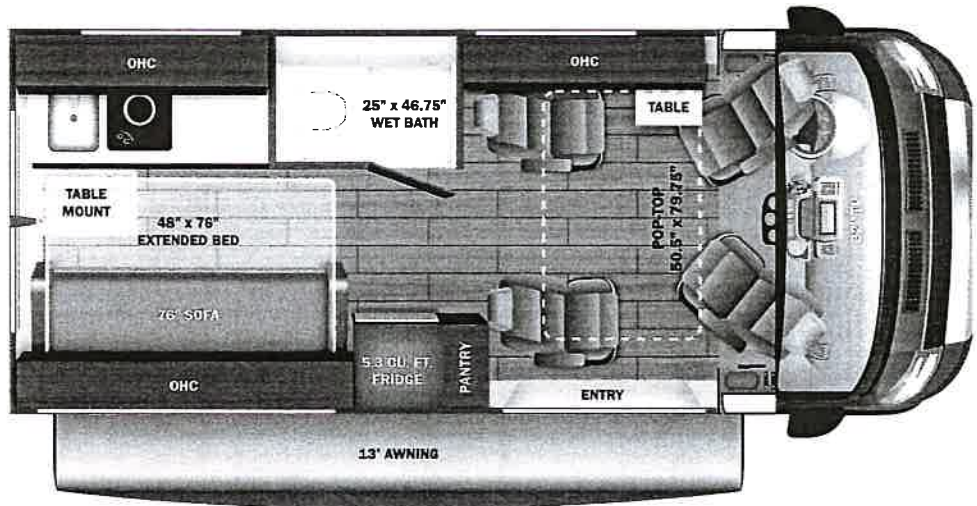 OHC
OHC
25" x 46.75"
WET BATH
TABLE
TABLE
MOUNT
48" x 76"
EXTENDED BED
POP-TOP
50.5" x 79.75"
76" SOFA
5.3 CU. FT.
FRIDGE
PANTRY
OHC
ENTRY
13' AWNING